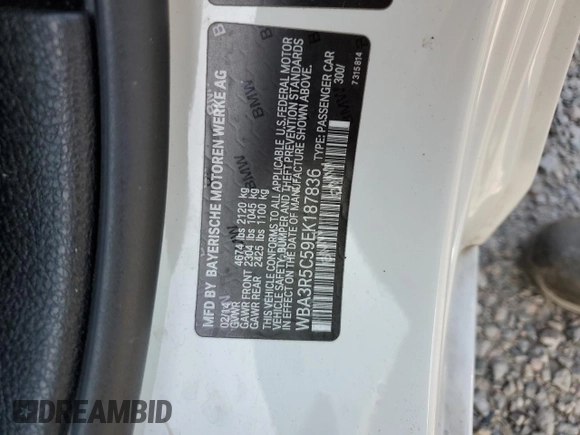 MFD BY BAYERISCHE MOTOREN WERKE AG
02/14
GVWR 4674 lbs 2120 kg
GAWR FRONT 2304 lbs 1045 kg
GAWR REAR 2425 lbs 1100 kg
THIS VEHICLE CONFORMS TO ALL APPLICABLE U.S. FEDERAL MOTOR
VEHICLE SAFETY, BUMPER AND THEFT PREVENTION STANDARDS
IN EFFECT ON THE DATE OF MANUFACTURE SHOWN ABOVE.
WBA3R5C59EK187836 TYPE: PASSENGER CAR
300/
7 315 814
BMW
BMW
DREAMBID